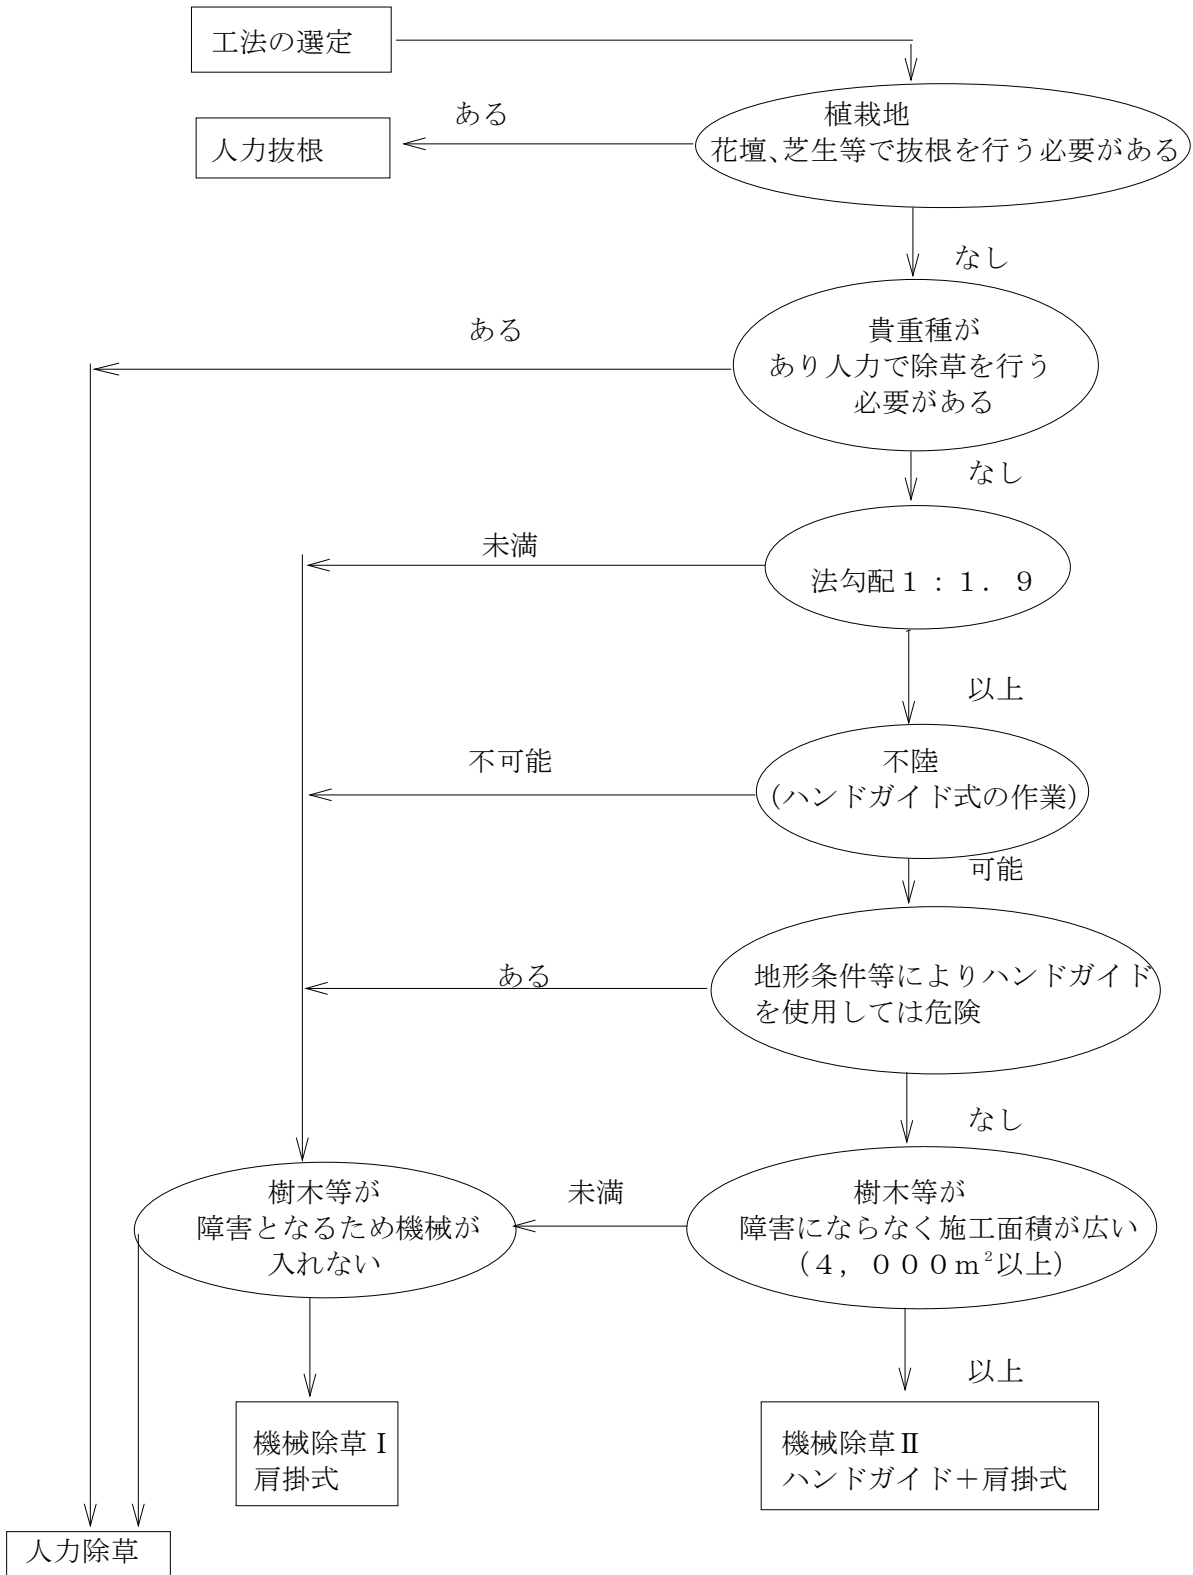 工法の選定
ある
人力抜根
植栽地
花壇、芝生等で抜根を行う必要がある
なし
ある
貴重種が
あり人力で除草を行う
必要がある
なし
未満
法勾配１：１．９
以上
不可能
不陸
（ハンドガイド式の作業）
可能
ある
地形条件等によりハンドガイド
を使用しては危険
なし
樹木等が
障害となるため機械が
入れない
未満
樹木等が
障害にならなく施工面積が広い
（４，０００ｍ²以上）
以上
機械除草Ⅰ
肩掛式
機械除草Ⅱ
ハンドガイド＋肩掛式
人力除草